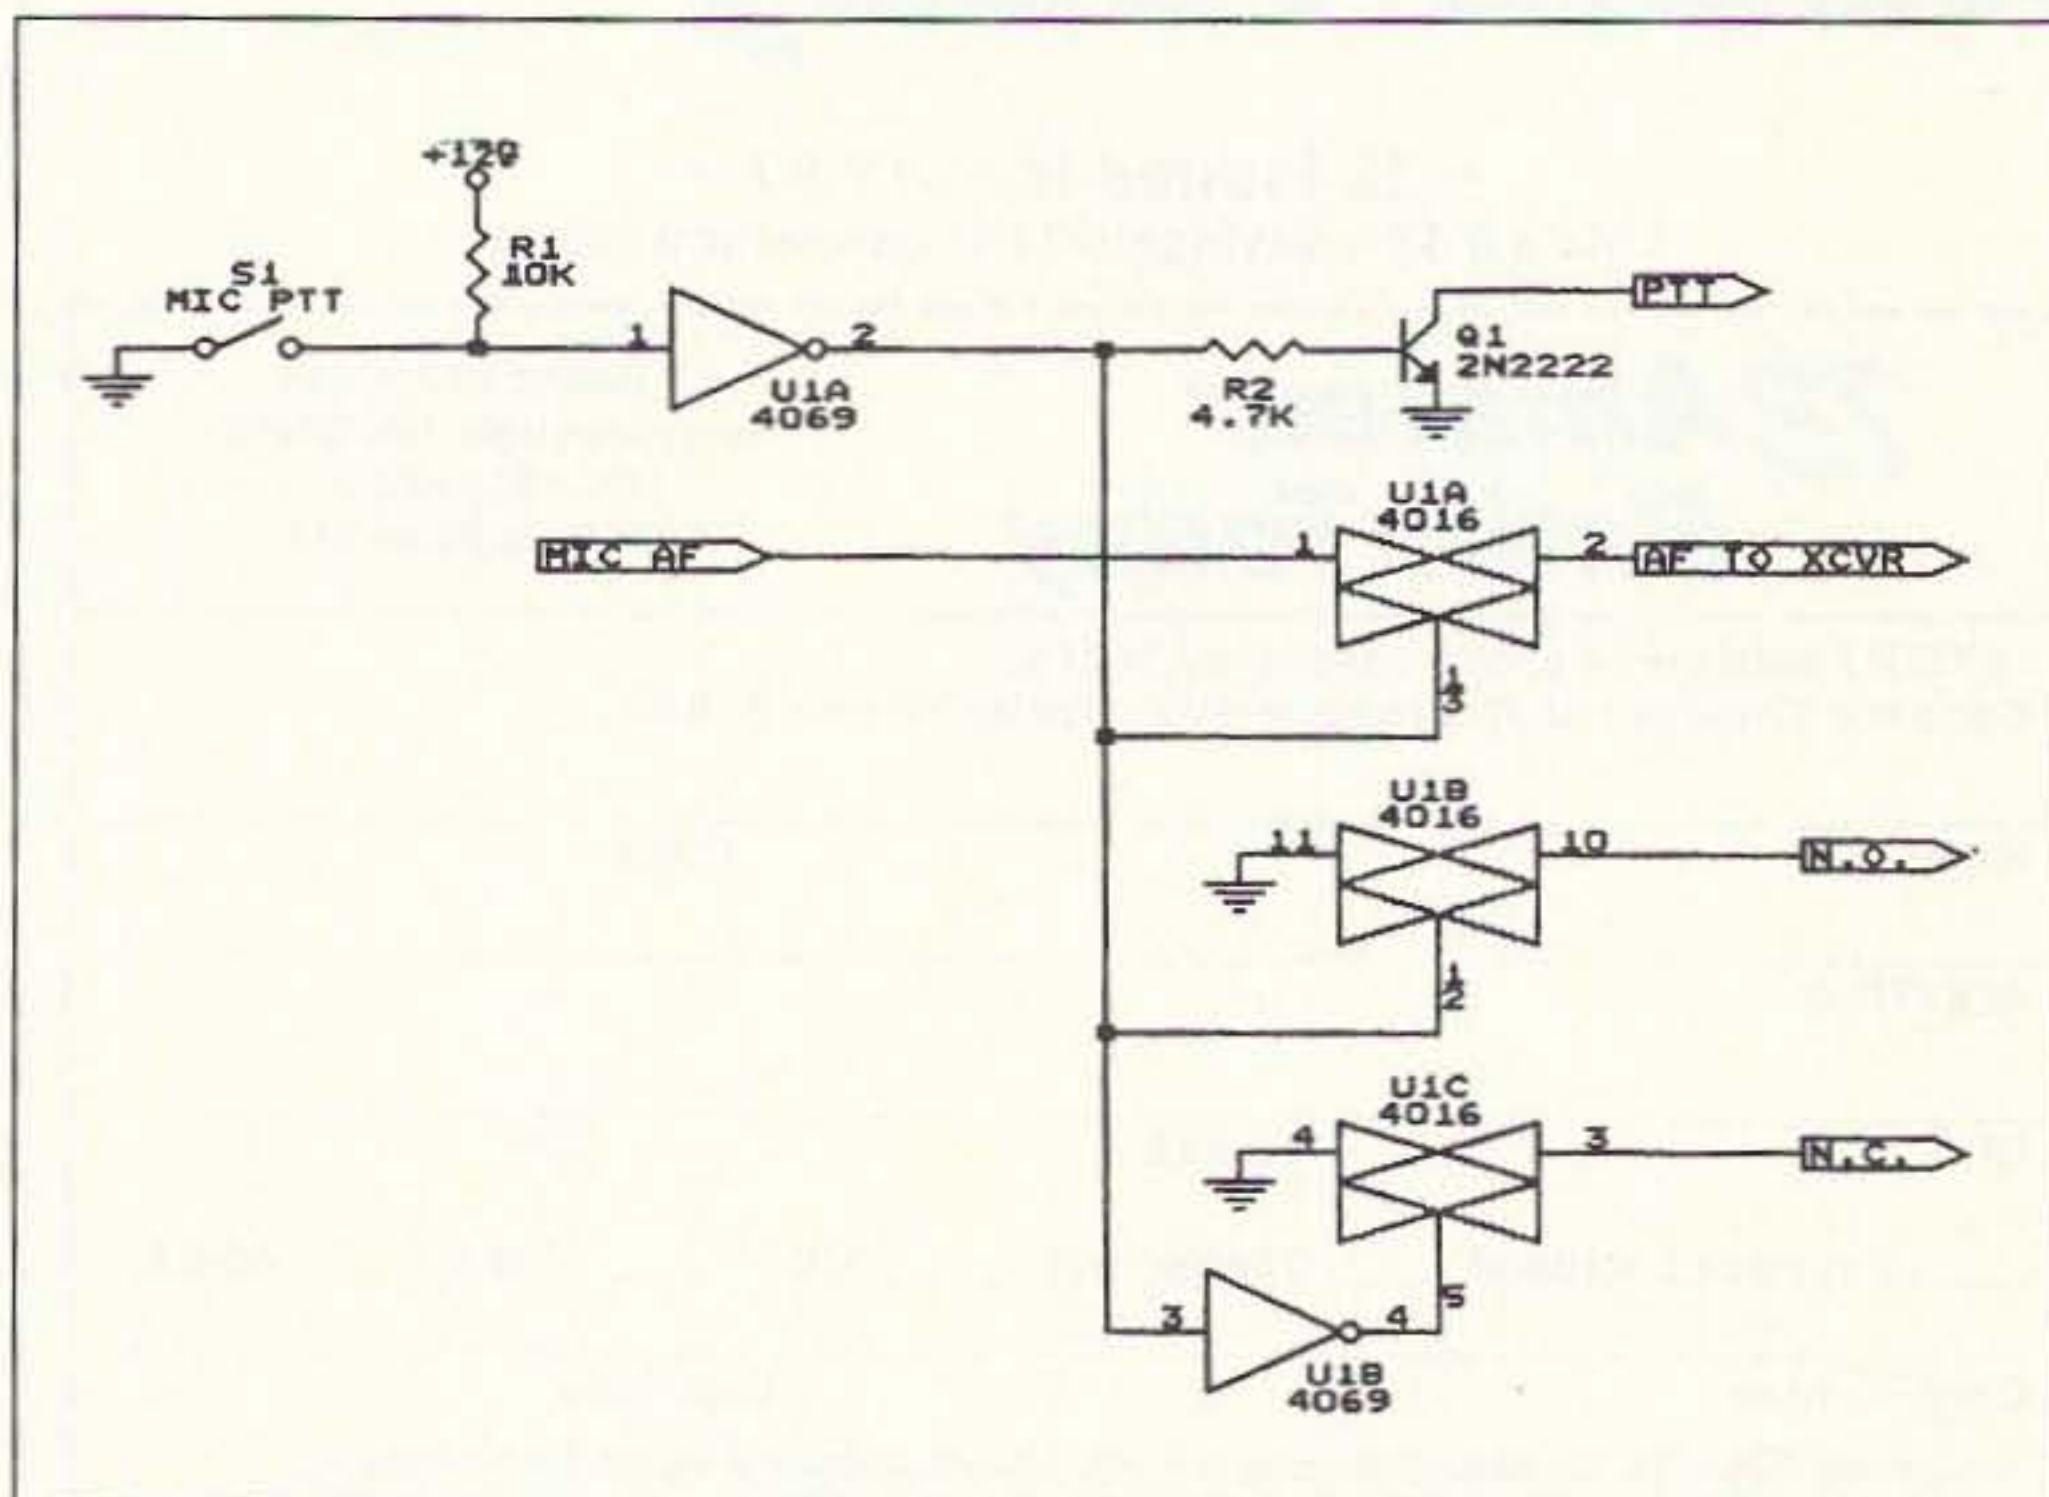 +12V
R1
10K
S1
MIC PTT
1
2
U1A
4069
R2
4.7K
Q1
2N2222
PTT
U1A
4016
MIC AF
1
2
AF TO XCVR
13
U1B
4016
11
10
N.O.
12
U1C
4016
4
3
N.C.
5
3
4
U1B
4069